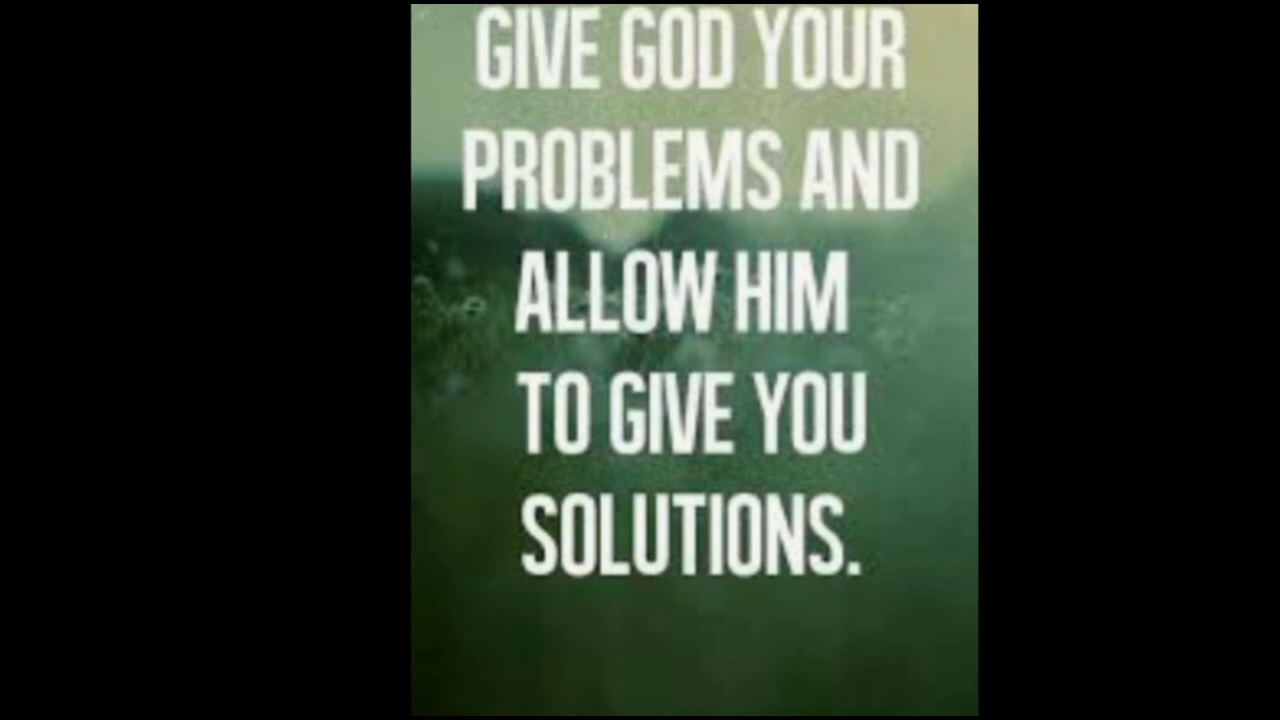 GIVE GOD YOUR
PROBLEMS AND
ALLOW HIM
TO GIVE YOU
SOLUTIONS.